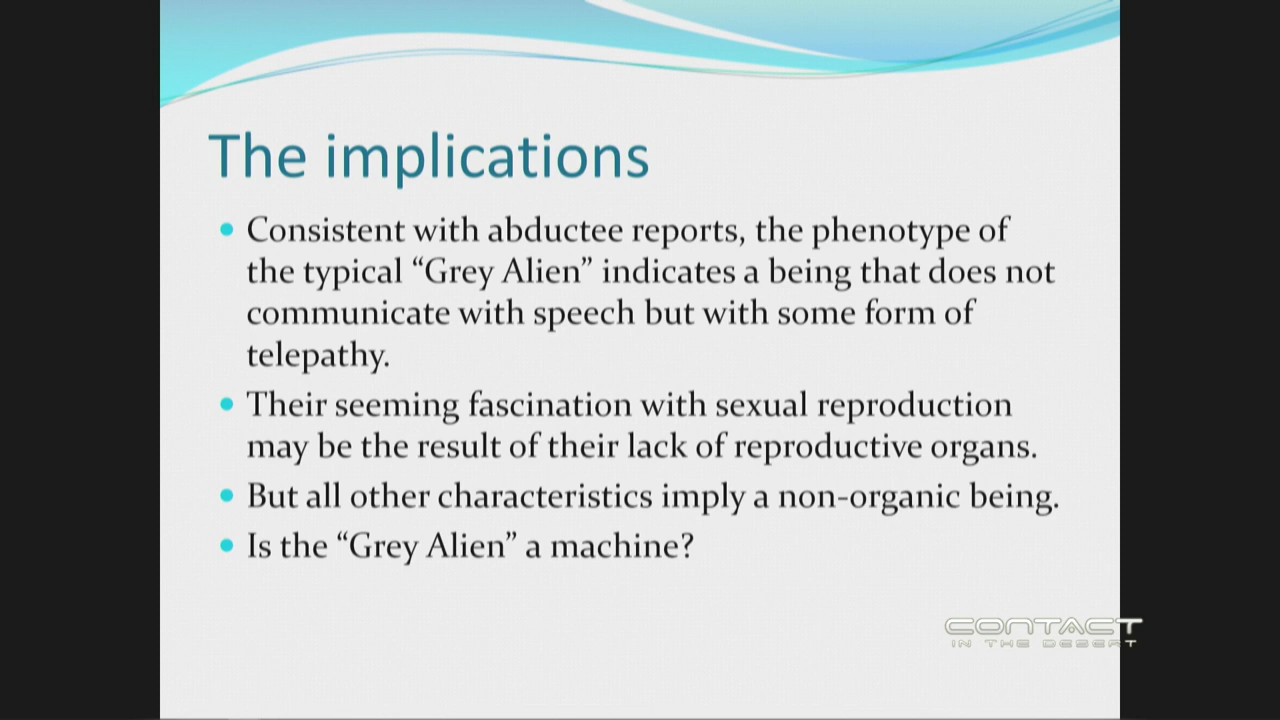 The implications
Consistent with abductee reports, the phenotype of
the typical “Grey Alien” indicates a being that does not
communicate with speech but with some form of
telepathy.
Their seeming fascination with sexual reproduction
may be the result of their lack of reproductive organs.
But all other characteristics imply a non-organic being.
Is the “Grey Alien” a machine?
CONTACT
IN THE DESERT